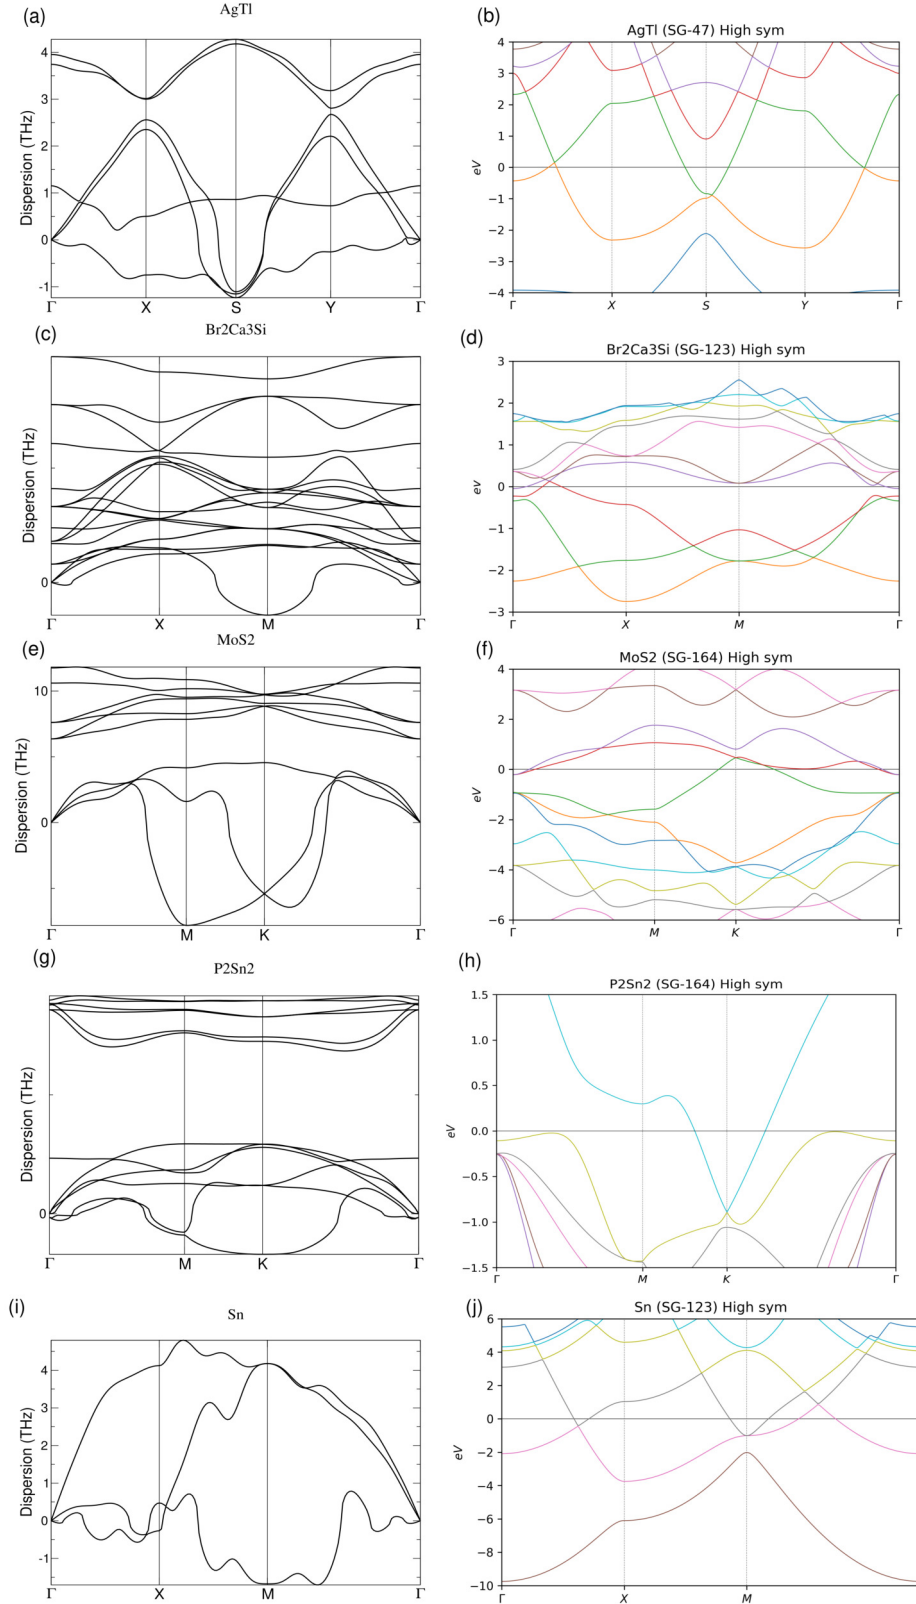 (a)
AgTl
Dispersion (THz)
4
3
2
1
0
-1
Γ X S Y Γ
(b)
AgTl (SG-47) High sym
eV
4
3
2
1
0
−1
−2
−3
−4
Γ X S Y Γ
(c)
Br2Ca3Si
Dispersion (THz)
0
Γ X M Γ
(d)
Br2Ca3Si (SG-123) High sym
eV
3
2
1
0
−1
−2
−3
Γ X M Γ
(e)
MoS2
Dispersion (THz)
10
0
Γ M K Γ
(f)
MoS2 (SG-164) High sym
eV
4
2
0
−2
−4
−6
Γ M K Γ
(g)
P2Sn2
Dispersion (THz)
0
Γ M K Γ
(h)
P2Sn2 (SG-164) High sym
eV
1.5
1.0
0.5
0.0
−0.5
−1.0
−1.5
Γ M K Γ
(i)
Sn
Dispersion (THz)
4
3
2
1
0
-1
Γ X M Γ
(j)
Sn (SG-123) High sym
eV
6
4
2
0
−2
−4
−6
−8
−10
Γ X M Γ